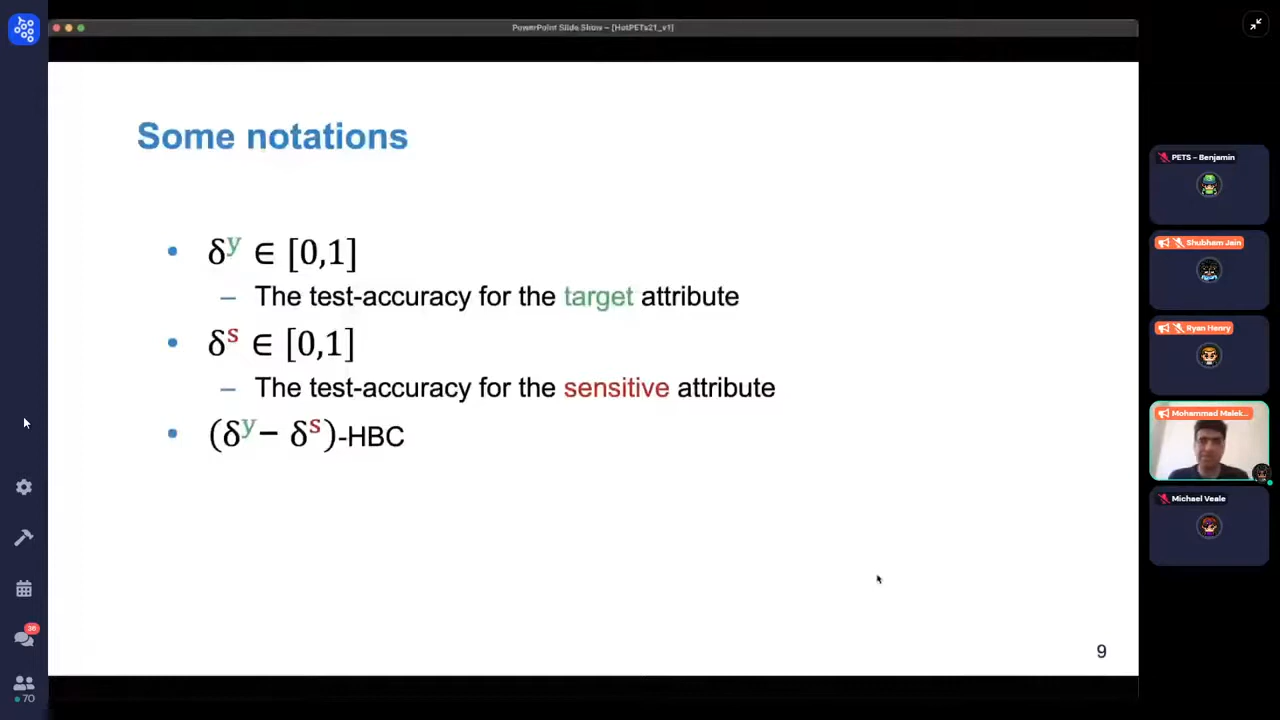 PowerPoint Slide Show – [HotPETs21_v1]
Some notations
• δʸ ∈ [0,1]
– The test-accuracy for the target attribute
• δˢ ∈ [0,1]
– The test-accuracy for the sensitive attribute
• (δʸ– δˢ)-HBC
9
PETS - Benjamin
Shubham Jain
Ryan Henry
Mohammad Malek...
Michael Veale
36
70